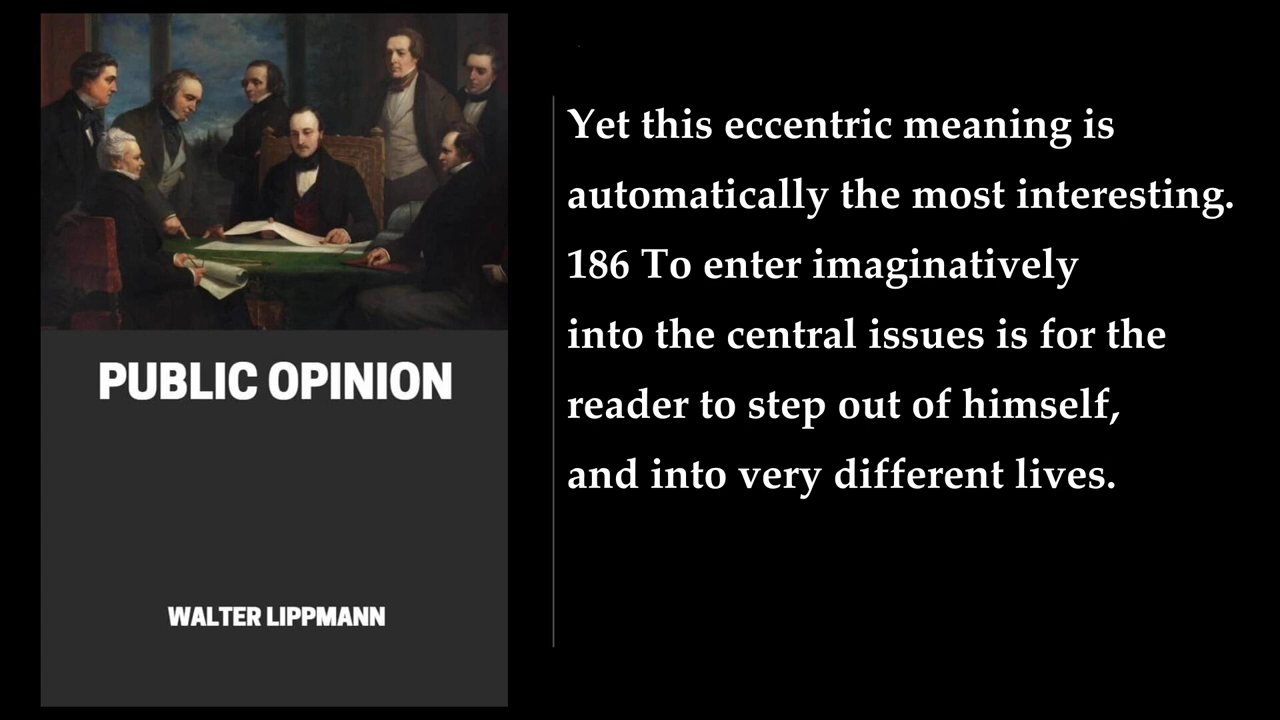 PUBLIC OPINION
WALTER LIPPMANN
Yet this eccentric meaning is
automatically the most interesting.
186 To enter imaginatively
into the central issues is for the
reader to step out of himself,
and into very different lives.